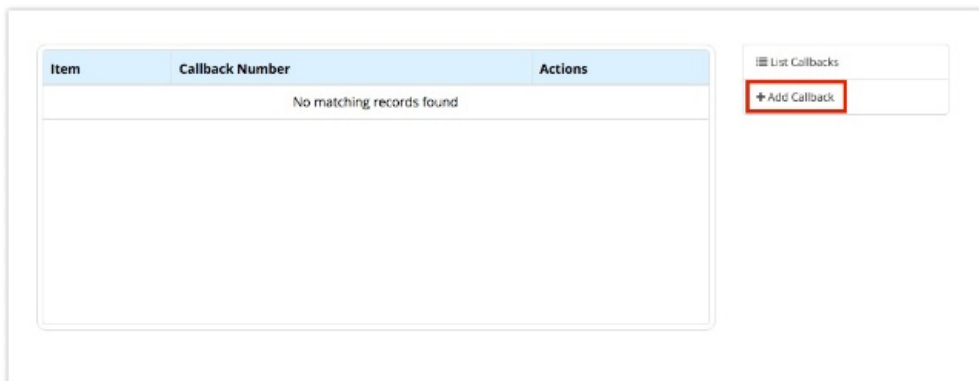 Item Callback Number Actions
No matching records found
List Callbacks
+ Add Callback